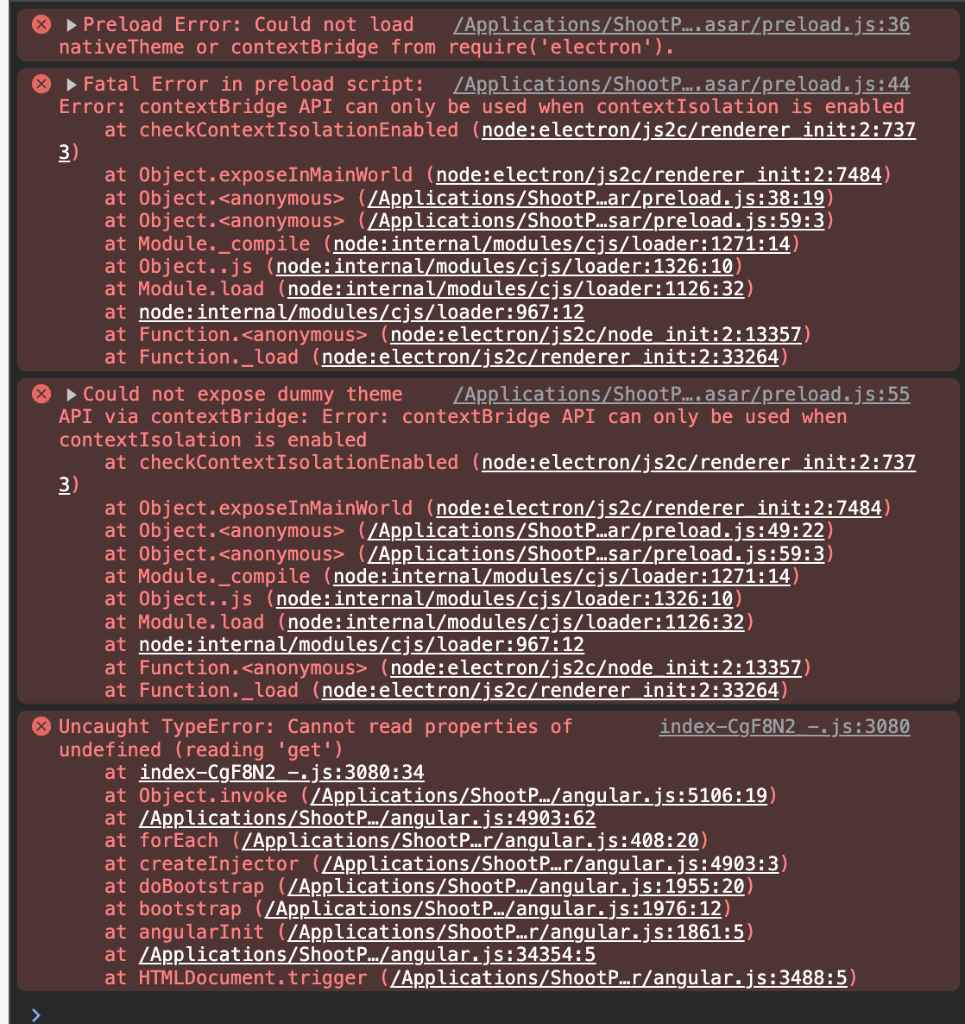 ▶Preload Error: Could not load /Applications/ShootP….asar/preload.js:36
nativeTheme or contextBridge from require('electron').
▶Fatal Error in preload script: /Applications/ShootP….asar/preload.js:44
Error: contextBridge API can only be used when contextIsolation is enabled
at checkContextIsolationEnabled (node:electron/js2c/renderer_init:2:737
3)
at Object.exposeInMainWorld (node:electron/js2c/renderer_init:2:7484)
at Object.<anonymous> (/Applications/ShootP…ar/preload.js:38:19)
at Object.<anonymous> (/Applications/ShootP…sar/preload.js:59:3)
at Module._compile (node:internal/modules/cjs/loader:1271:14)
at Object..js (node:internal/modules/cjs/loader:1326:10)
at Module.load (node:internal/modules/cjs/loader:1126:32)
at node:internal/modules/cjs/loader:967:12
at Function.<anonymous> (node:electron/js2c/node_init:2:13357)
at Function._load (node:electron/js2c/renderer_init:2:33264)
▶Could not expose dummy theme /Applications/ShootP….asar/preload.js:55
API via contextBridge: Error: contextBridge API can only be used when
contextIsolation is enabled
at checkContextIsolationEnabled (node:electron/js2c/renderer_init:2:737
3)
at Object.exposeInMainWorld (node:electron/js2c/renderer_init:2:7484)
at Object.<anonymous> (/Applications/ShootP…ar/preload.js:49:22)
at Object.<anonymous> (/Applications/ShootP…sar/preload.js:59:3)
at Module._compile (node:internal/modules/cjs/loader:1271:14)
at Object..js (node:internal/modules/cjs/loader:1326:10)
at Module.load (node:internal/modules/cjs/loader:1126:32)
at node:internal/modules/cjs/loader:967:12
at Function.<anonymous> (node:electron/js2c/node_init:2:13357)
at Function._load (node:electron/js2c/renderer_init:2:33264)
Uncaught TypeError: Cannot read properties of index-CgF8N2_-.js:3080
undefined (reading 'get')
at index-CgF8N2_-.js:3080:34
at Object.invoke (/Applications/ShootP…/angular.js:5106:19)
at /Applications/ShootP…/angular.js:4903:62
at forEach (/Applications/ShootP…r/angular.js:408:20)
at createInjector (/Applications/ShootP…r/angular.js:4903:3)
at doBootstrap (/Applications/ShootP…/angular.js:1955:20)
at bootstrap (/Applications/ShootP…/angular.js:1976:12)
at angularInit (/Applications/ShootP…r/angular.js:1861:5)
at /Applications/ShootP…/angular.js:34354:5
at HTMLDocument.trigger (/Applications/ShootP…r/angular.js:3488:5)